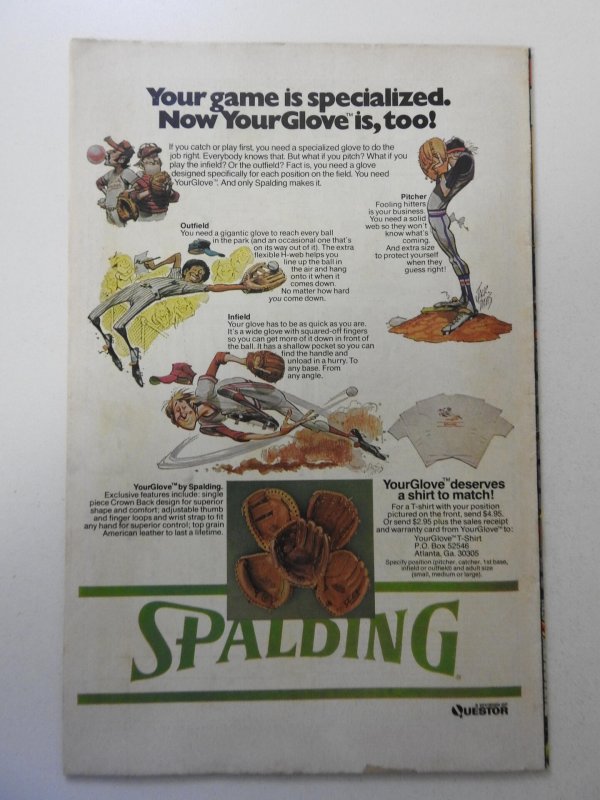 Your game is specialized.
Now YourGlove™ is, too!
If you catch or play first, you need a specialized glove to do the
job right. Everybody knows that. But what if you pitch? What if you
play the infield? Or the outfield? Fact is, you need a glove
designed specifically for each position on the field. You need
YourGlove™. And only Spalding makes it.
Pitcher
Fooling hitters
is your business.
You need a solid
web so they won't
know what's
coming.
And extra size
to protect yourself
when they
guess right!
Outfield
You need a gigantic glove to reach every ball
in the park (and an occasional one that's
on its way out of it). The extra
flexible H-web helps you
line up the ball in
the air and hang
onto it when it
comes down.
No matter how hard
you come down.
Infield
Your glove has to be as quick as you are.
It's a wide glove with squared-off fingers
so you can get more of it down in front of
the ball. It has a shallow pocket so you can
find the handle and
unload in a hurry. To
any base. From
any angle.
YourGlove™ by Spalding.
Exclusive features include: single
piece Crown Back design for superior
shape and comfort; adjustable thumb
and finger loops and wrist strap to fit
any hand for superior control; top grain
American leather to last a lifetime.
YourGlove™ deserves
a shirt to match!
For a T-shirt with your position
pictured on the front, send $4.95.
Or send $2.95 plus the sales receipt
and warranty card from YourGlove™ to:
YourGlove™ T-Shirt
P.O. Box 52546
Atlanta, Ga. 30305
Specify position (pitcher, catcher, 1st base,
infield or outfield) and adult size
(small, medium or large).
SPALDING
QUESTOR